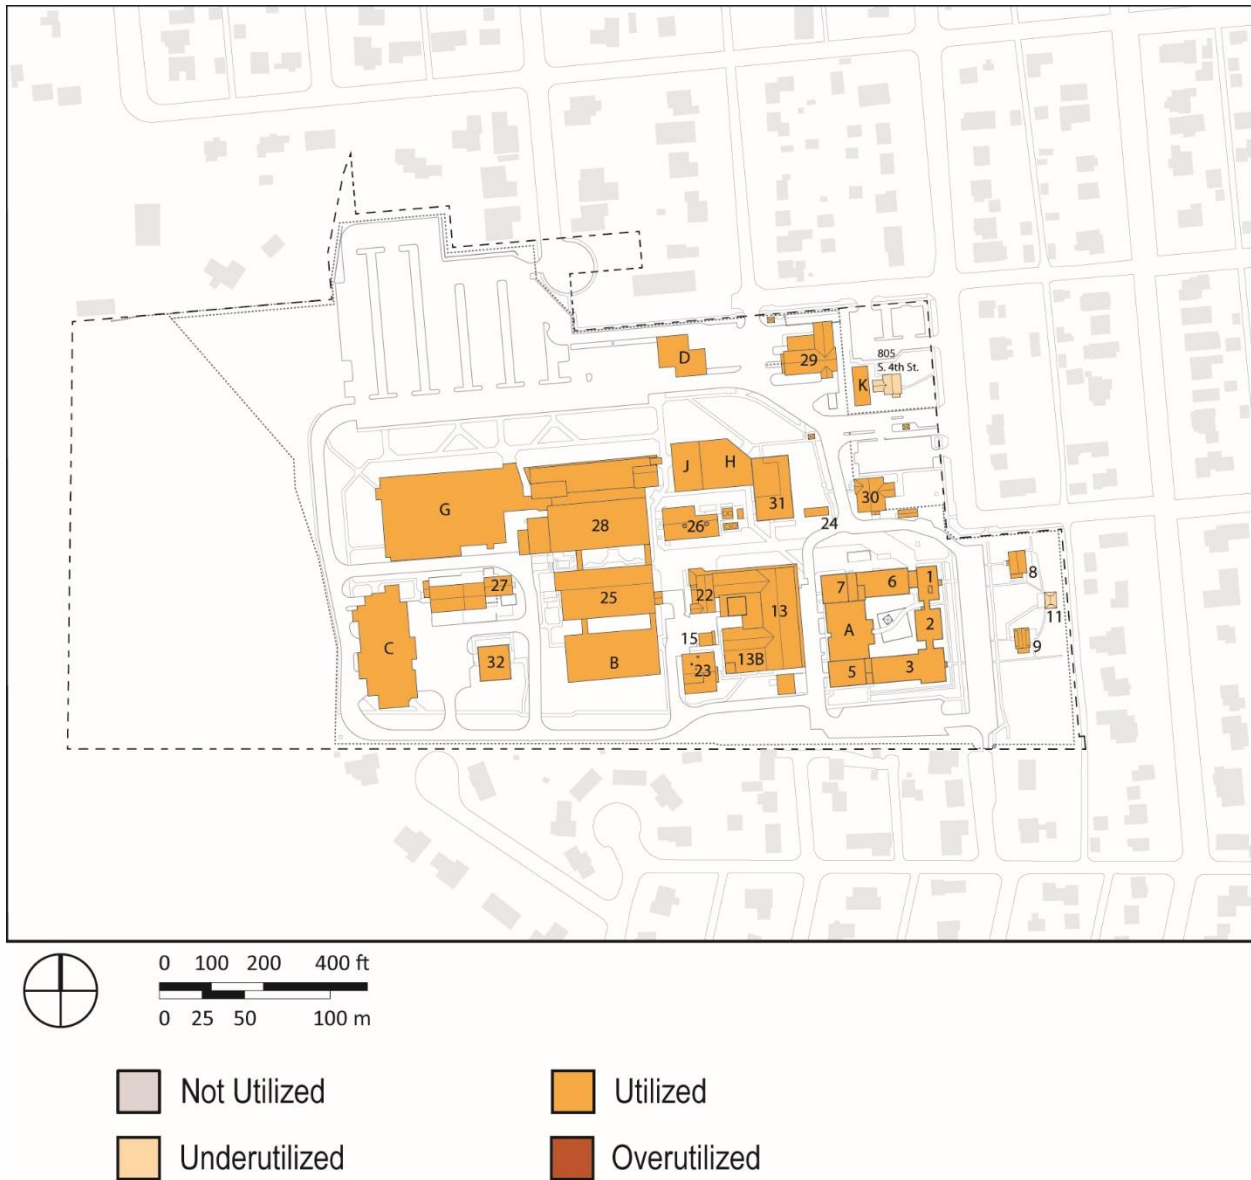 805
S. 4th St.
D
29
K
J
H
G
31
30
28
26
24
8
27
25
22
13
7
6
1
11
2
A
15
9
C
32
B
23
13B
5
3
0 100 200 400 ft
0 25 50 100 m
Not Utilized
Utilized
Underutilized
Overutilized